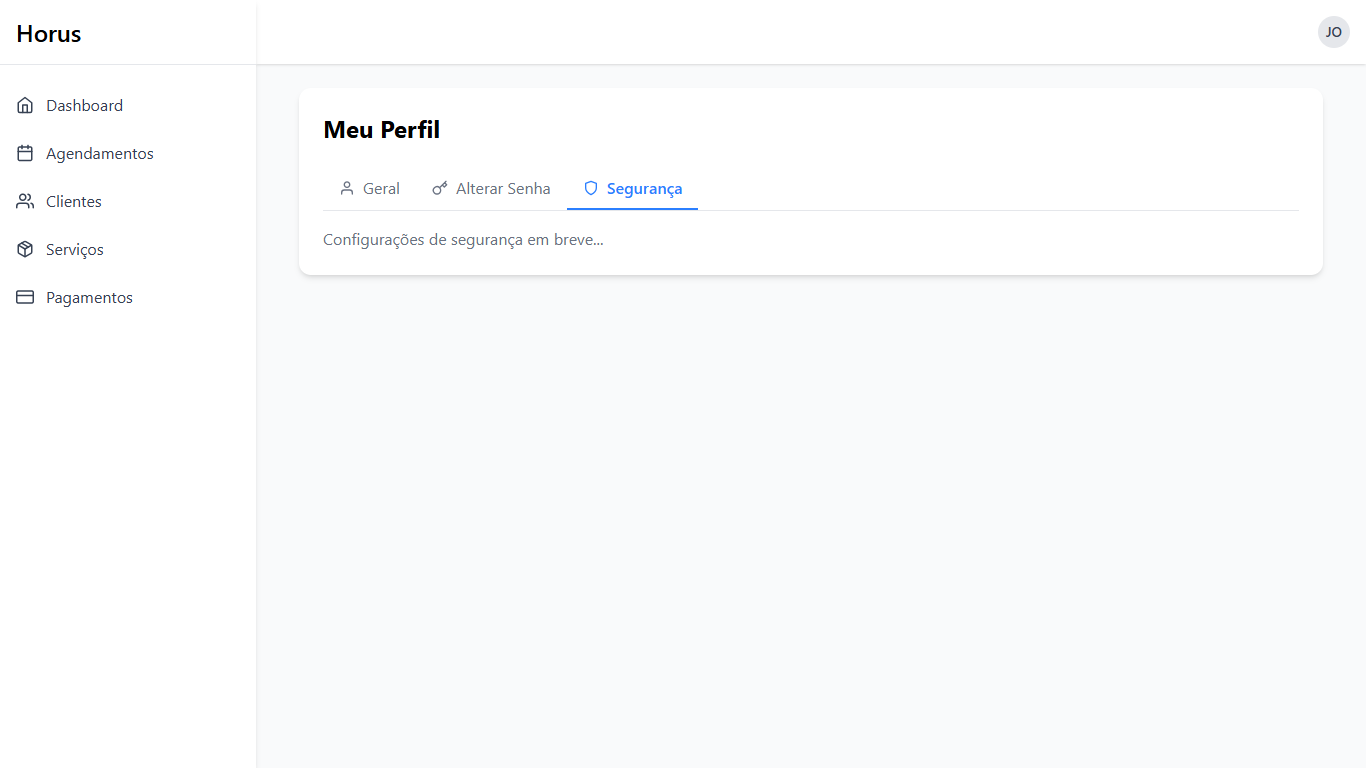 Horus
JO
Dashboard
Agendamentos
Clientes
Serviços
Pagamentos
Meu Perfil
Geral Alterar Senha Segurança
Configurações de segurança em breve...